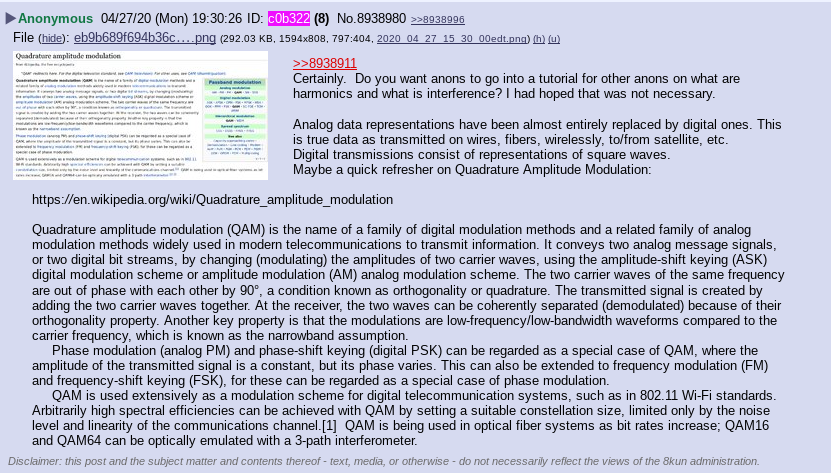 ▶Anonymous 04/27/20 (Mon) 19:30:26 ID: c0b322 (8) No.8938980 >>8938996
File (hide): eb9b689f694b36c….png (292.03 KB, 1594x808, 797:404, 2020_04_27_15_30_00edt.png) (h) (u)
Quadrature amplitude modulation
>>8938911
Certainly. Do you want anons to go into a tutorial for other anons on what are
harmonics and what is interference? I had hoped that was not necessary.
Analog data representations have been almost entirely replaced by digital ones. This
is true data as transmitted on wires, fibers, wirelessly, to/from satellite, etc.
Digital transmissions consist of representations of square waves.
Maybe a quick refresher on Quadrature Amplitude Modulation:
https://en.wikipedia.org/wiki/Quadrature_amplitude_modulation
Quadrature amplitude modulation (QAM) is the name of a family of digital modulation methods and a related family of analog
modulation methods widely used in modern telecommunications to transmit information. It conveys two analog message signals,
or two digital bit streams, by changing (modulating) the amplitudes of two carrier waves, using the amplitude-shift keying (ASK)
digital modulation scheme or amplitude modulation (AM) analog modulation scheme. The two carrier waves of the same frequency
are out of phase with each other by 90°, a condition known as orthogonality or quadrature. The transmitted signal is created by
adding the two carrier waves together. At the receiver, the two waves can be coherently separated (demodulated) because of their
orthogonality property. Another key property is that the modulations are low-frequency/low-bandwidth waveforms compared to the
carrier frequency, which is known as the narrowband assumption.
Phase modulation (analog PM) and phase-shift keying (digital PSK) can be regarded as a special case of QAM, where the
amplitude of the transmitted signal is a constant, but its phase varies. This can also be extended to frequency modulation (FM)
and frequency-shift keying (FSK), for these can be regarded as a special case of phase modulation.
QAM is used extensively as a modulation scheme for digital telecommunication systems, such as in 802.11 Wi-Fi standards.
Arbitrarily high spectral efficiencies can be achieved with QAM by setting a suitable constellation size, limited only by the noise
level and linearity of the communications channel.[1] QAM is being used in optical fiber systems as bit rates increase; QAM16
and QAM64 can be optically emulated with a 3-path interferometer.
Disclaimer: this post and the subject matter and contents thereof - text, media, or otherwise - do not necessarily reflect the views of the 8kun administration.